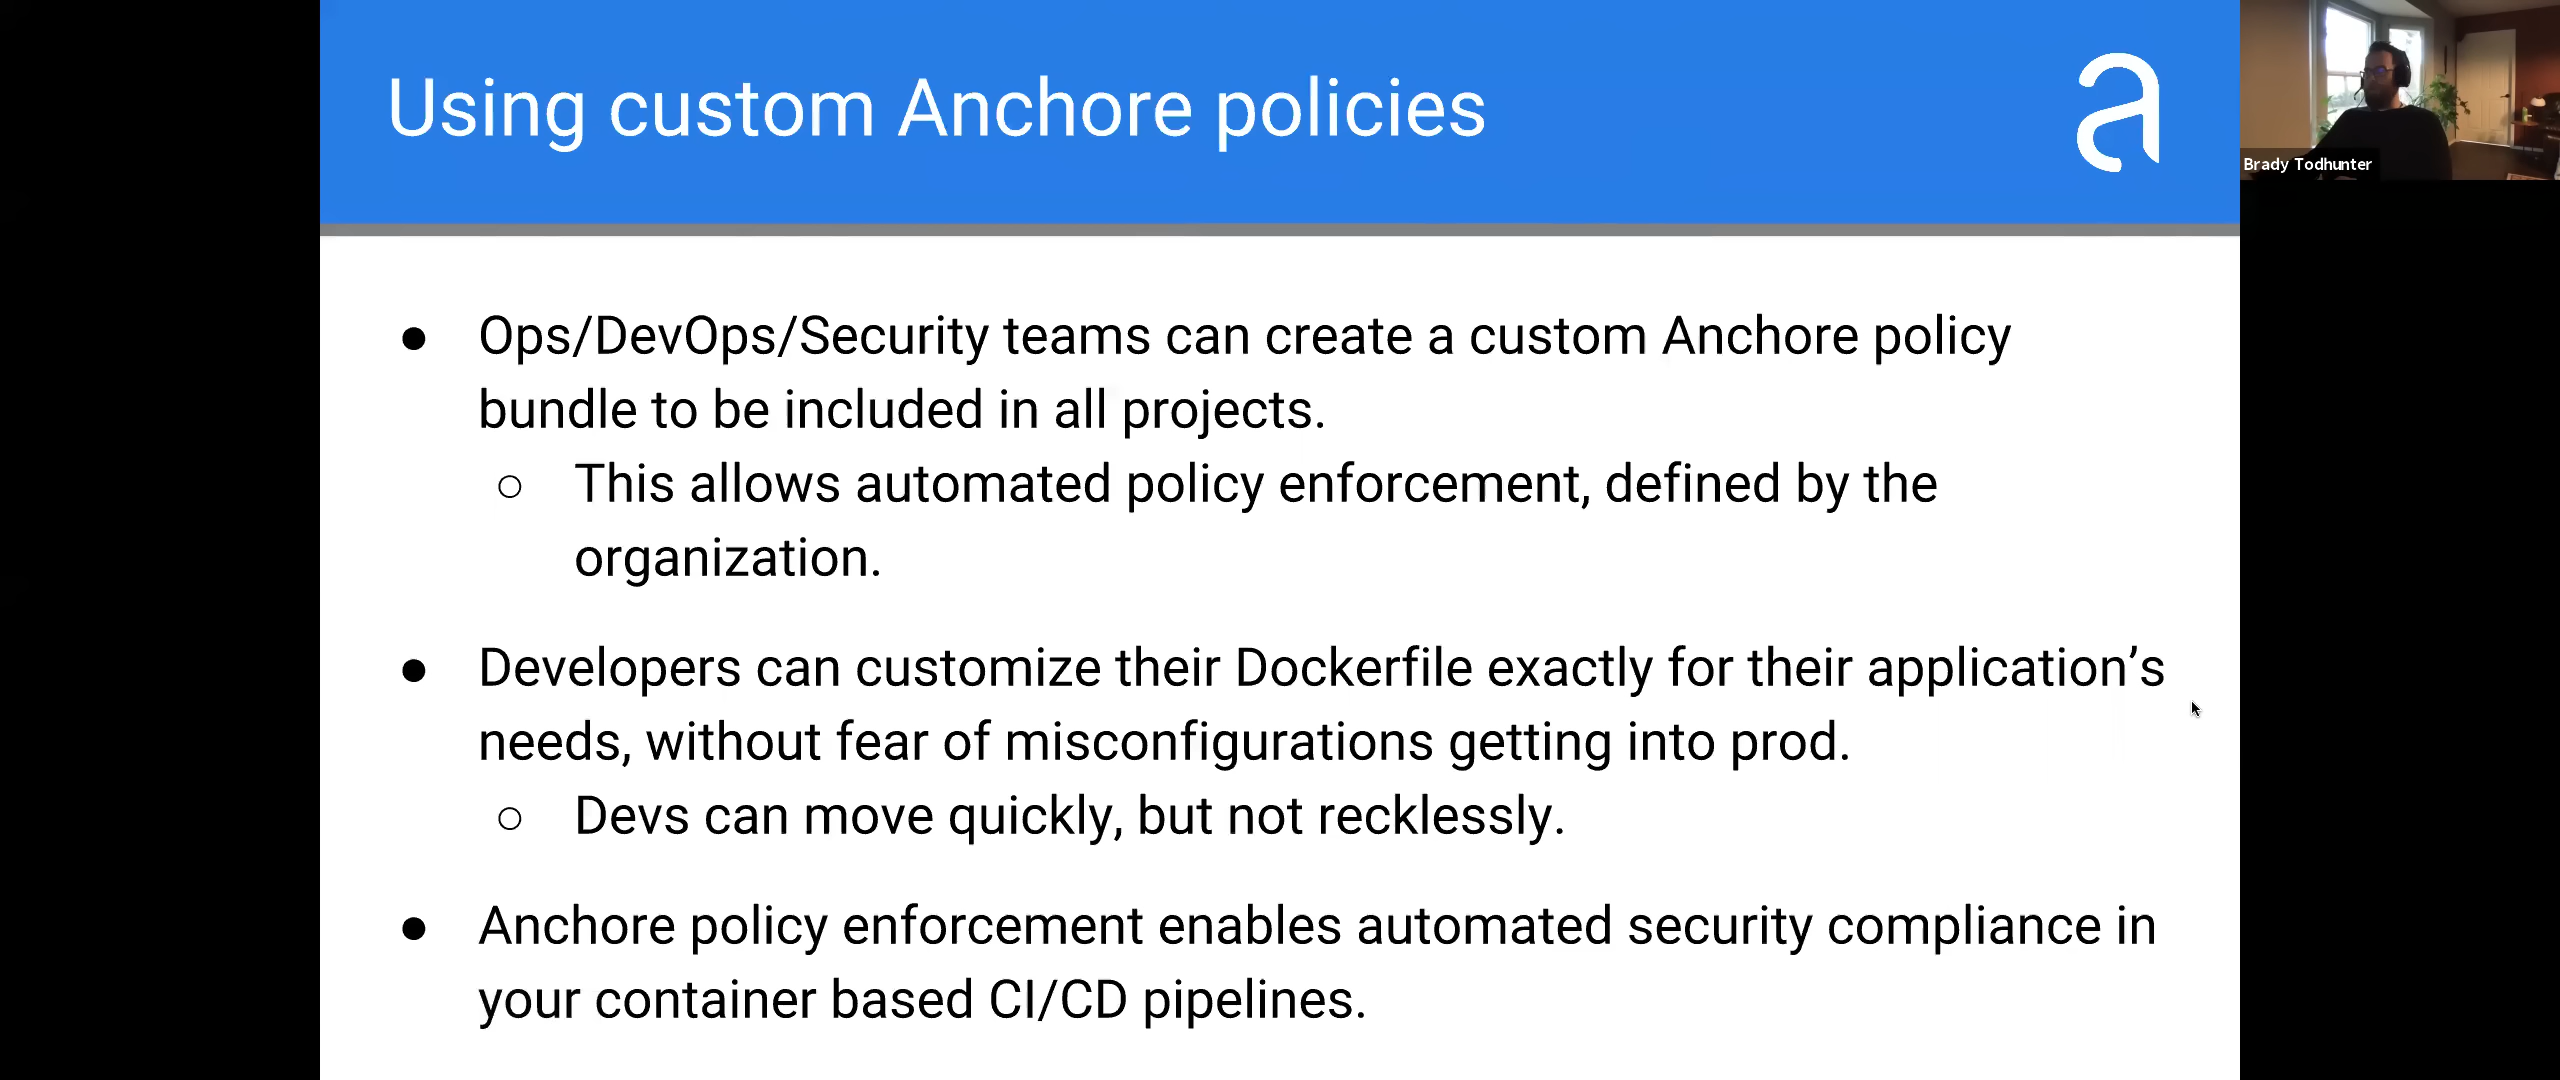 Using custom Anchore policies
a
Brady Todhunter
● Ops/DevOps/Security teams can create a custom Anchore policy
bundle to be included in all projects.
○ This allows automated policy enforcement, defined by the
organization.
● Developers can customize their Dockerfile exactly for their application’s
needs, without fear of misconfigurations getting into prod.
○ Devs can move quickly, but not recklessly.
● Anchore policy enforcement enables automated security compliance in
your container based CI/CD pipelines.